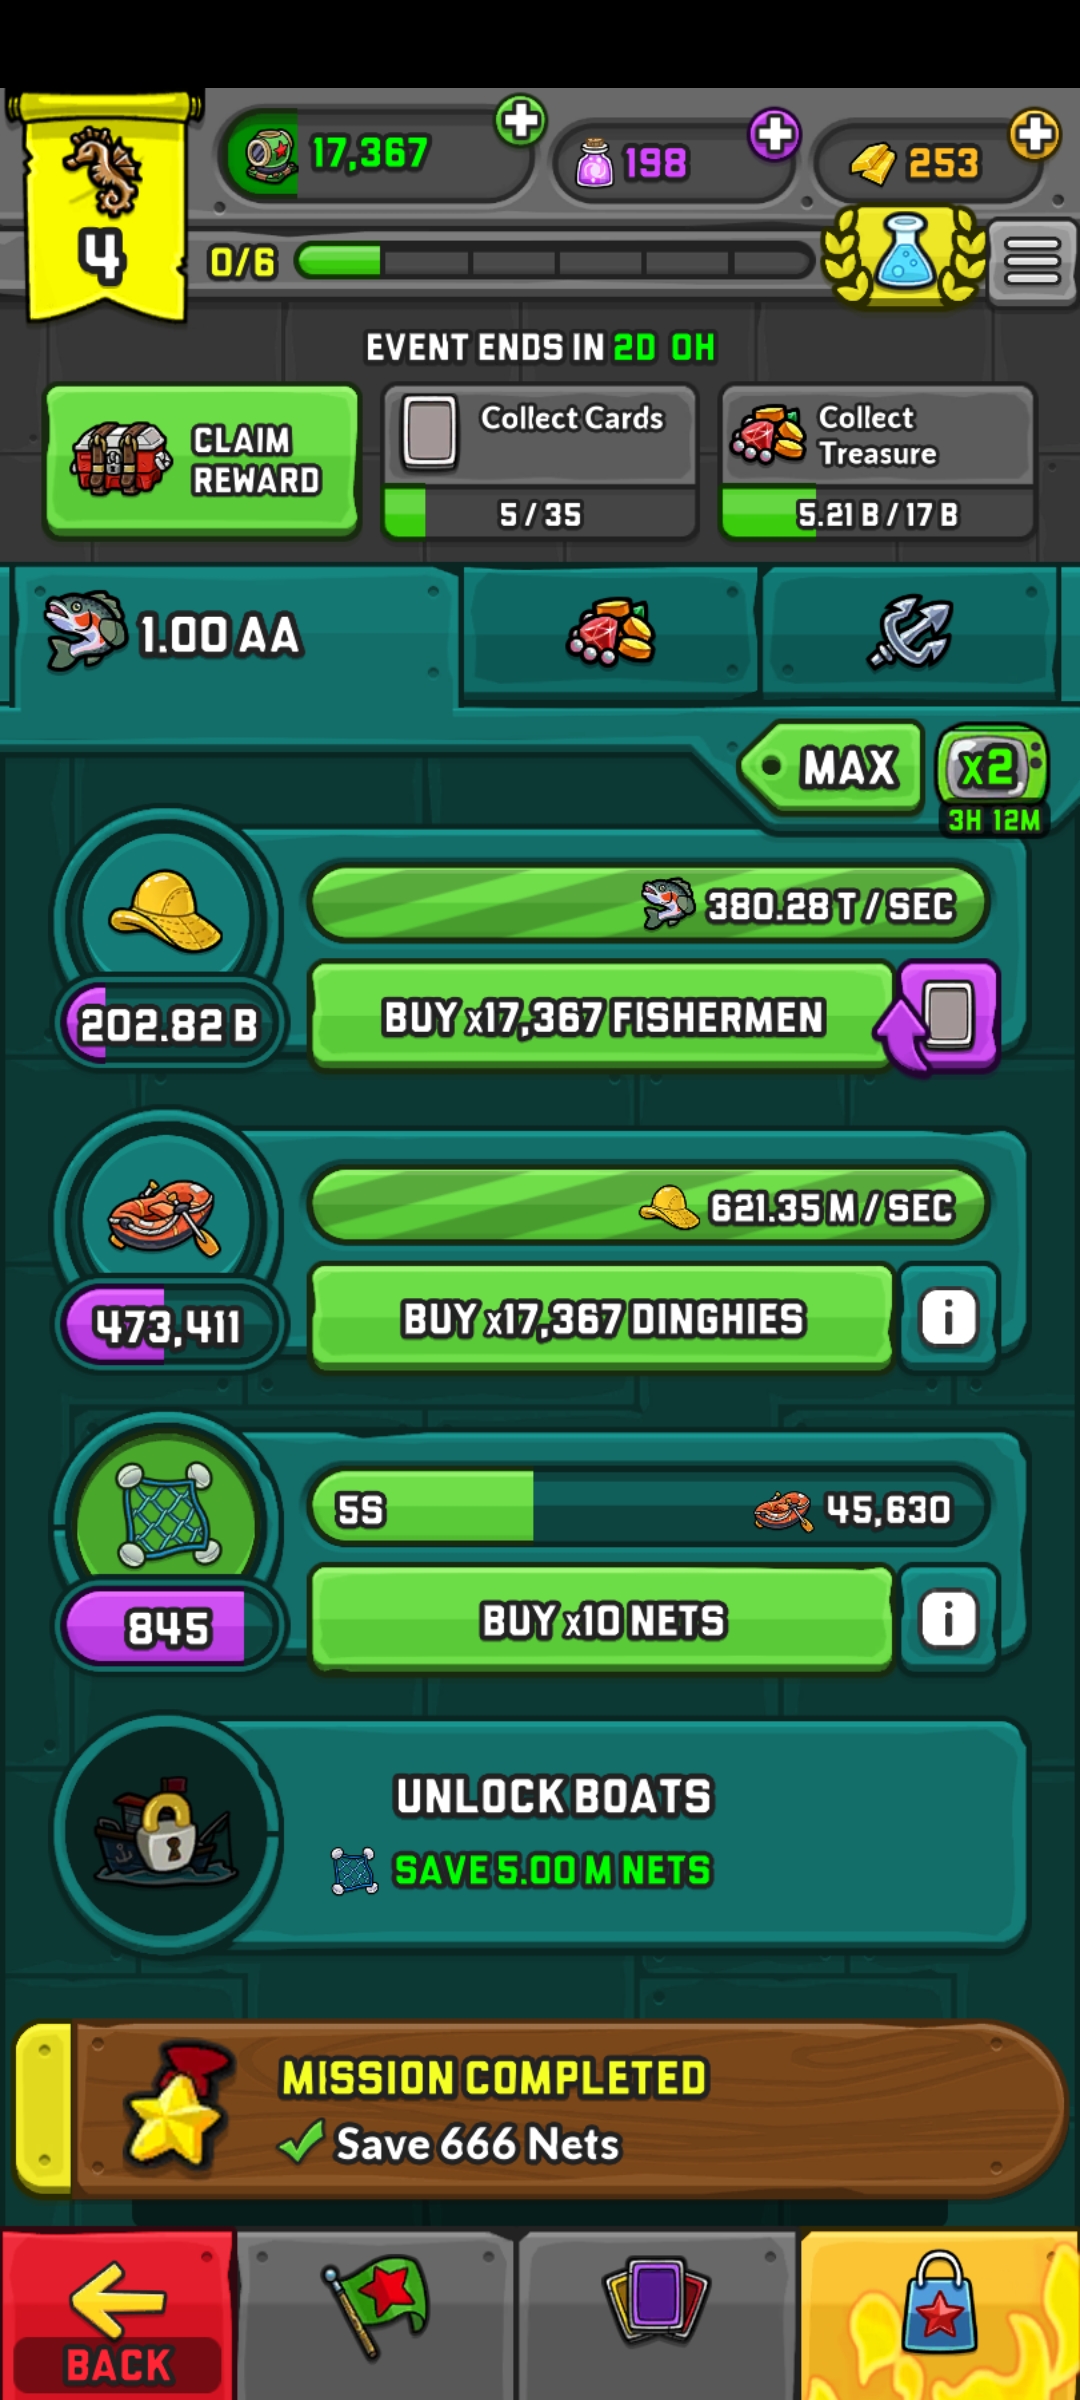 17,367
198
253
4
0/6
EVENT ENDS IN 2D 0H
CLAIM
REWARD
Collect Cards
5/35
Collect
Treasure
5.21 B / 17 B
1.00 AA
MAX
x2
3H 12M
380.28 T / SEC
202.82 B
BUY x17,367 FISHERMEN
621.35 M / SEC
473,411
BUY x17,367 DINGHIES
i
5S
45,630
845
BUY x10 NETS
i
UNLOCK BOATS
SAVE 5.00 M NETS
MISSION COMPLETED
Save 666 Nets
BACK